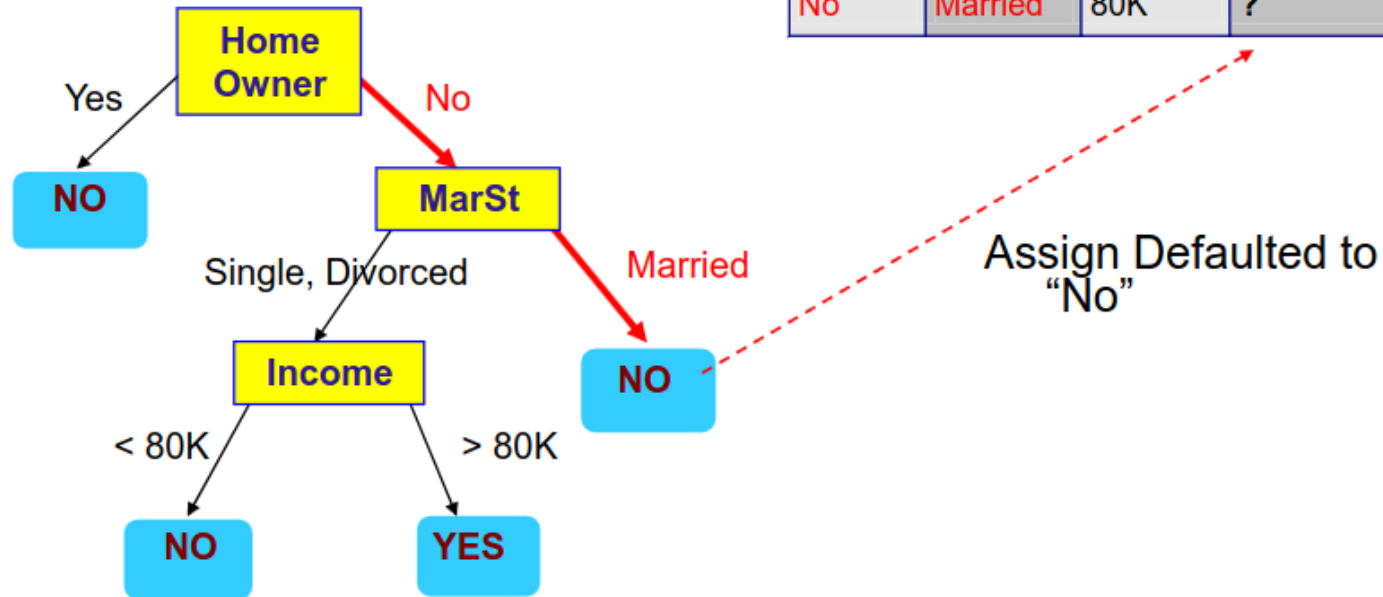 No Married 80K ?
Home
Owner
Yes
No
NO
MarSt
Single, Divorced
Married
Assign Defaulted to
“No”
Income
NO
< 80K
> 80K
NO
YES